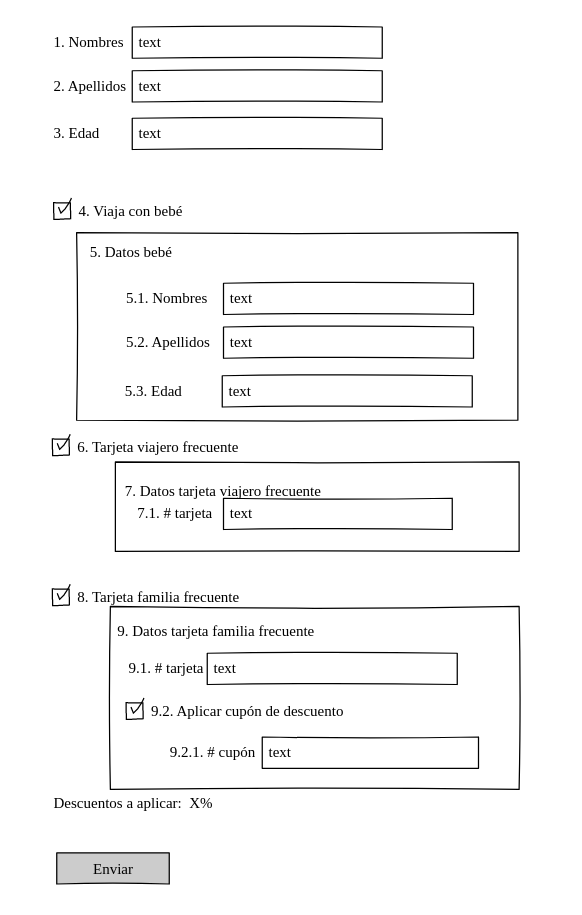 1. Nombres text
2. Apellidos text
3. Edad text
4. Viaja con bebé
5. Datos bebé
5.1. Nombres text
5.2. Apellidos text
5.3. Edad text
6. Tarjeta viajero frecuente
7. Datos tarjeta viajero frecuente
7.1. # tarjeta text
8. Tarjeta familia frecuente
9. Datos tarjeta familia frecuente
9.1. # tarjeta text
9.2. Aplicar cupón de descuento
9.2.1. # cupón text
Descuentos a aplicar: X%
Enviar